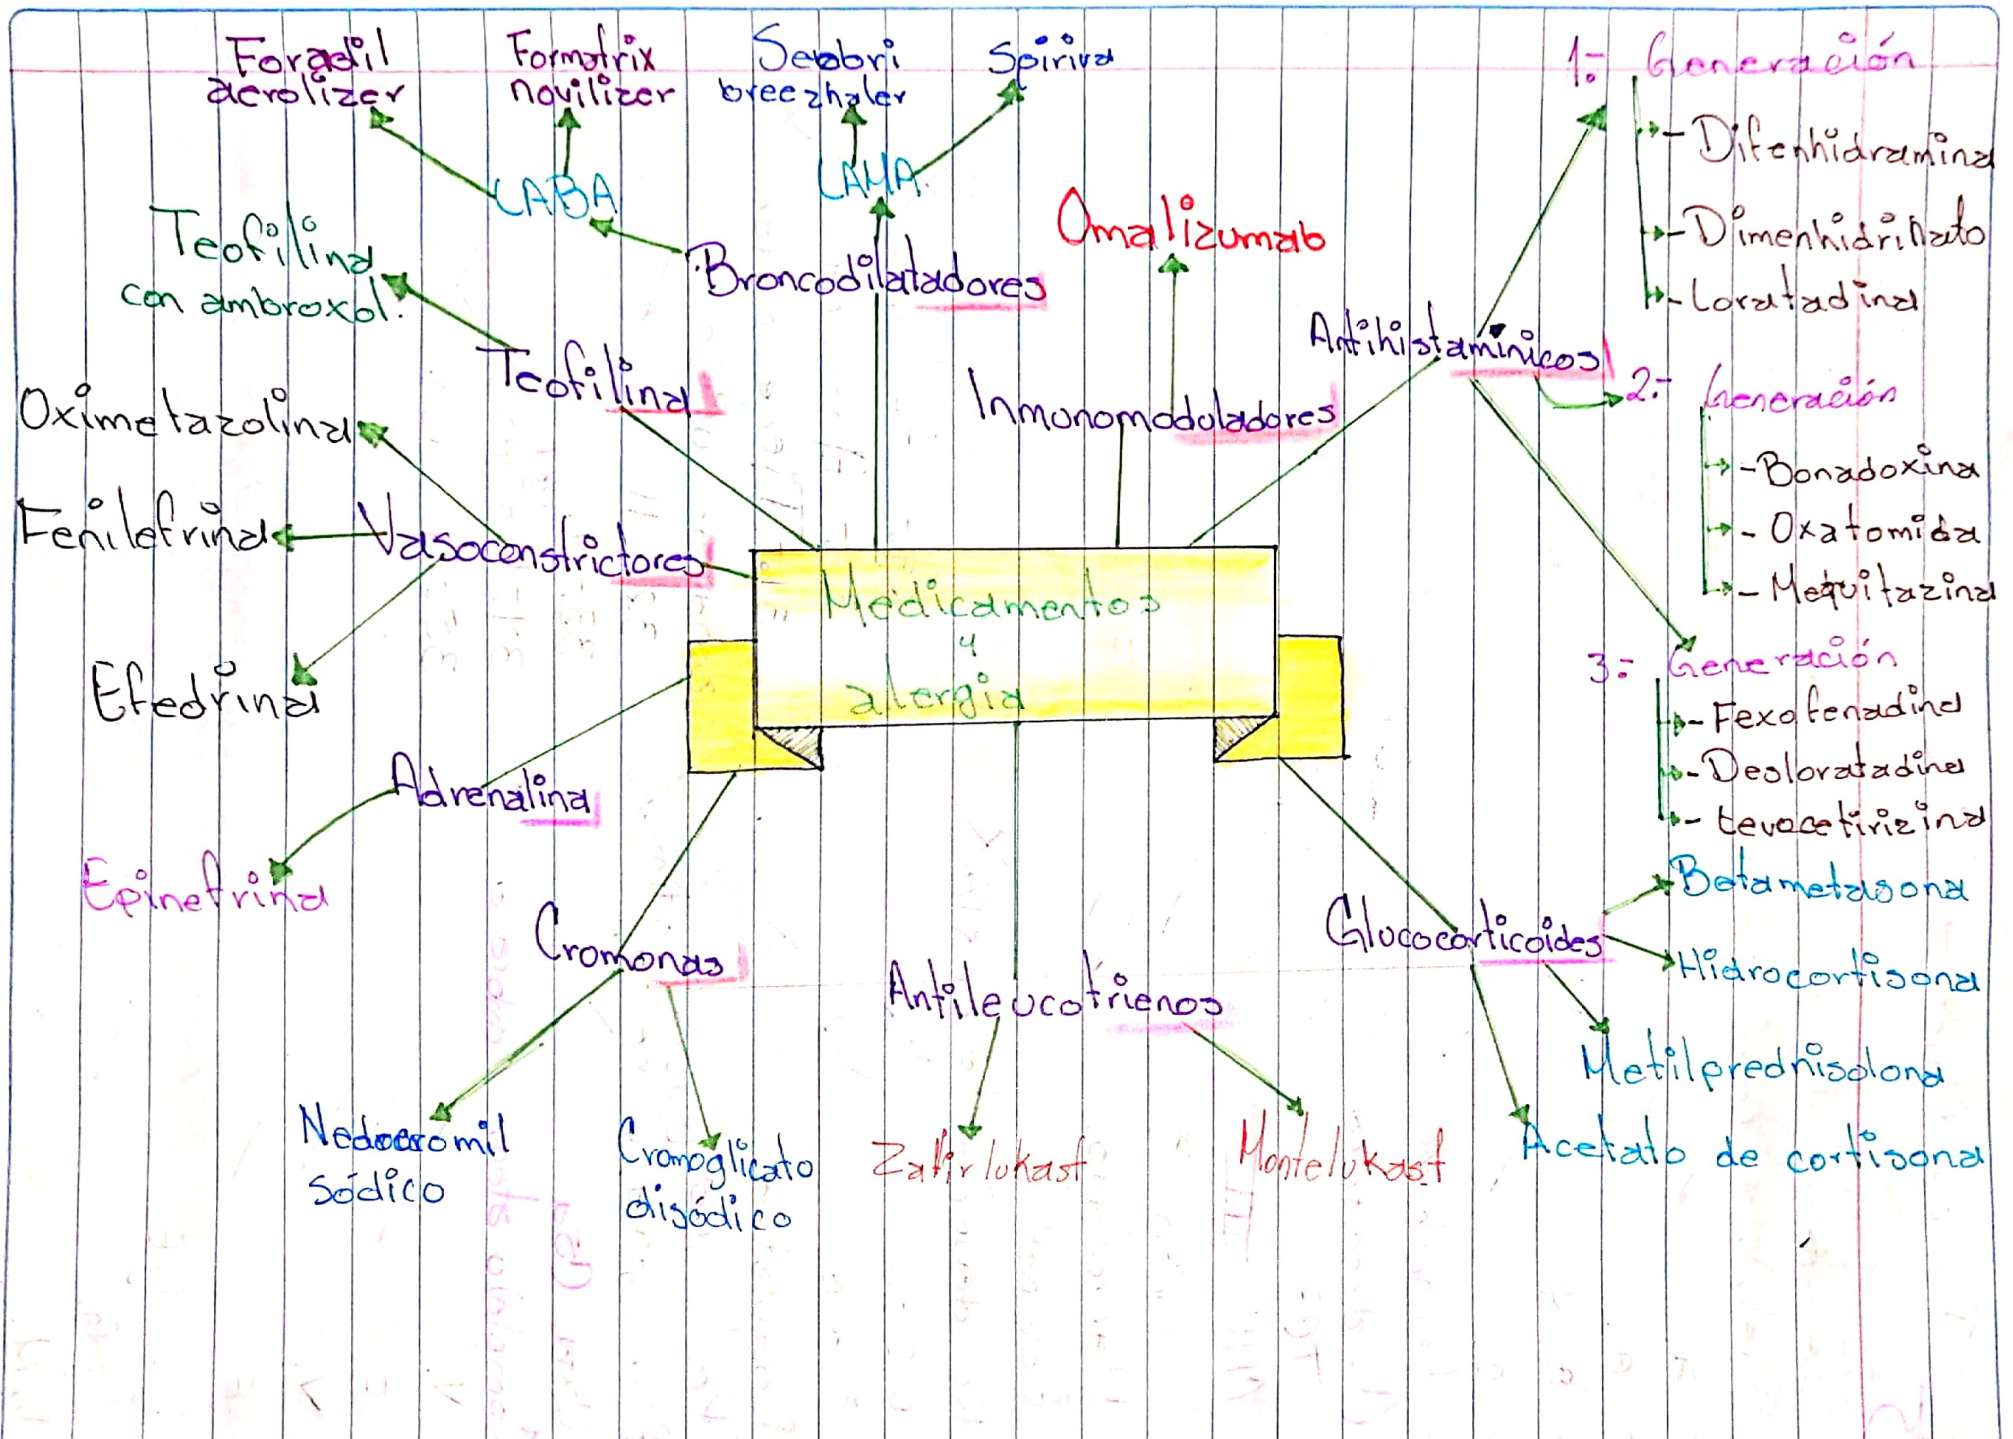 Foradil
aerolizer
Formatrix
novilizer
Seebri
breezhaler
Spiriva
LABA
LAMA
Broncodilatadores
Teofilina
con ambroxol.
Teofilina
Omalizumab
Inmonomoduladores
Antihistamínicos
1:- Generación
- Difenhidramina
- Dimenhidrinato
- Loratadina
2:- Generación
- Bonadoxina
- Oxatomida
- Mequitazina
3:- Generación
- Fexofenadina
- Desloratadina
- Levocetirizina
Oximetazolina
Fenilefrina
Vasoconstrictores
Efedrina
Medicamentos
y
alergia
Adrenalina
Epinefrina
Cromonas
Nedocromil
sódico
Cromoglicato
disódico
Antileucotrienos
Zafirlukast
Montelukast
Glucocorticoides
Betametasona
Hidrocortisona
Metilprednisolona
Acetato de cortisona